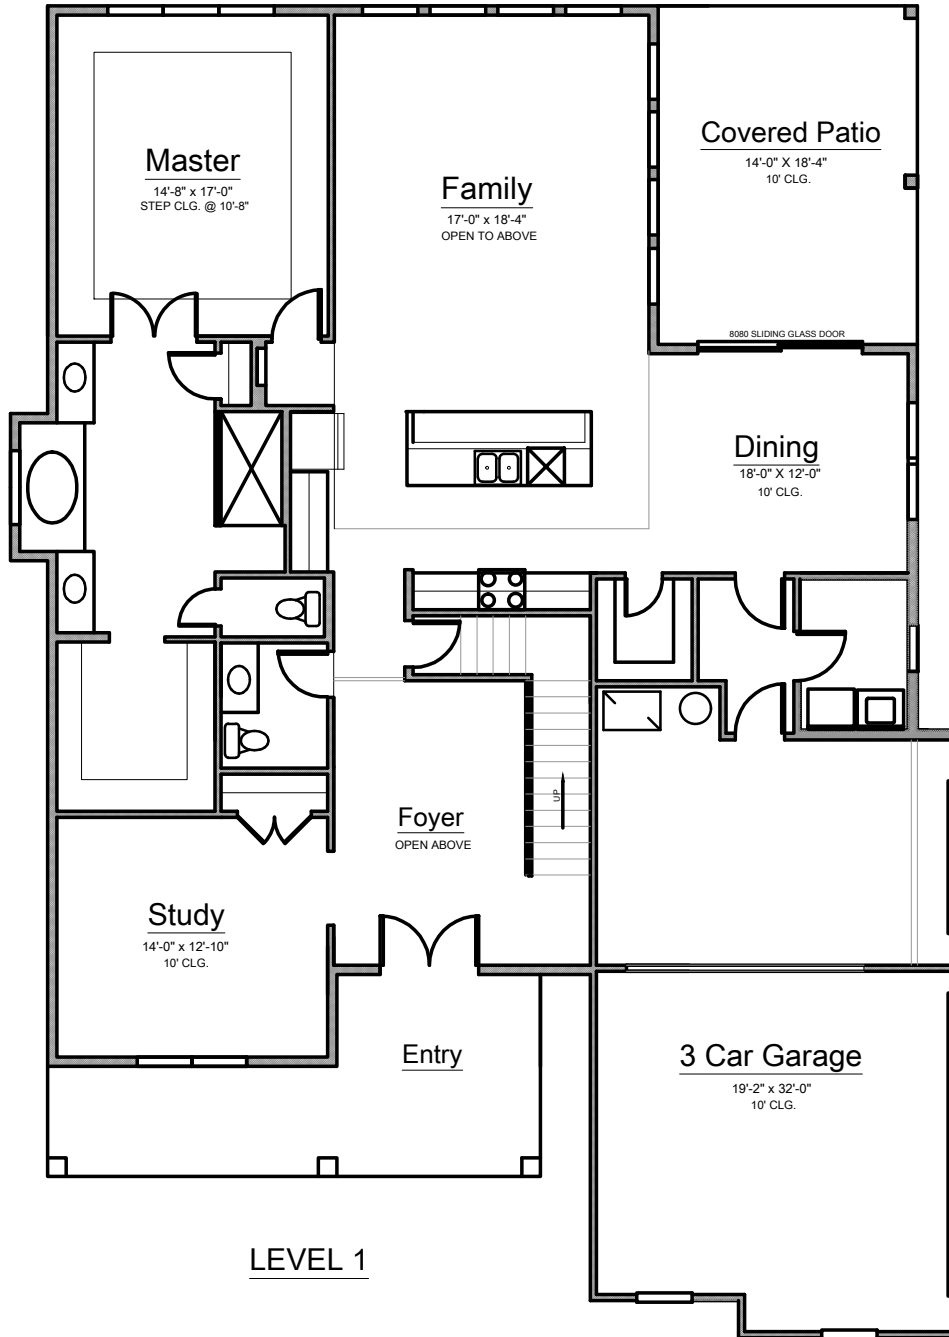 Master
14'-8" x 17'-0"
STEP CLG. @ 10'-8"
Family
17'-0" x 18'-4"
OPEN TO ABOVE
Covered Patio
14'-0" X 18'-4"
10' CLG.
8080 SLIDING GLASS DOOR
Dining
18'-0" X 12'-0"
10' CLG.
UP
Foyer
OPEN ABOVE
Study
14'-0" x 12'-10"
10' CLG.
Entry
3 Car Garage
19'-2" x 32'-0"
10' CLG.
LEVEL 1